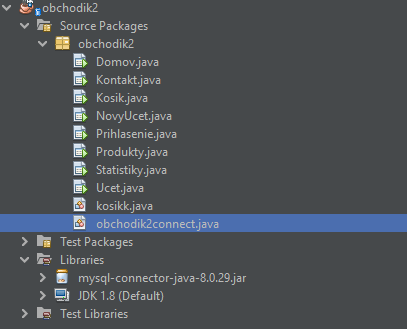 obchodik2
Source Packages
obchodik2
Domov.java
Kontakt.java
Kosik.java
NovyUcet.java
Prihlasenie.java
Produkty.java
Statistiky.java
Ucet.java
kosikk.java
obchodik2connect.java
Test Packages
Libraries
mysql-connector-java-8.0.29.jar
JDK 1.8 (Default)
Test Libraries